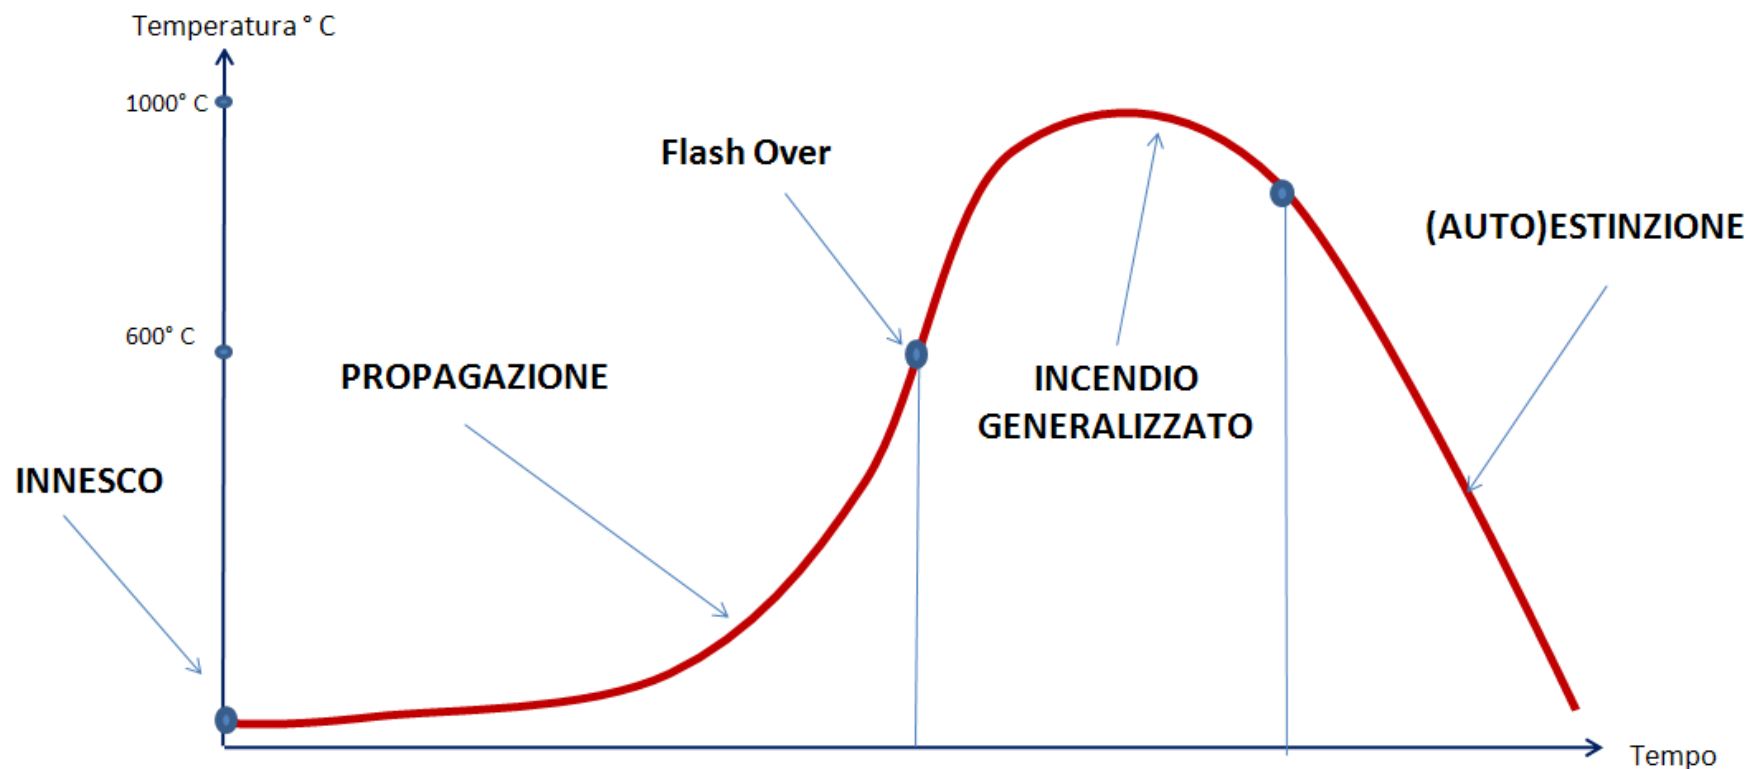 Temperatura ° C
1000° C
Flash Over
(AUTO)ESTINZIONE
600° C
PROPAGAZIONE
INCENDIO
GENERALIZZATO
INNESCO
Tempo